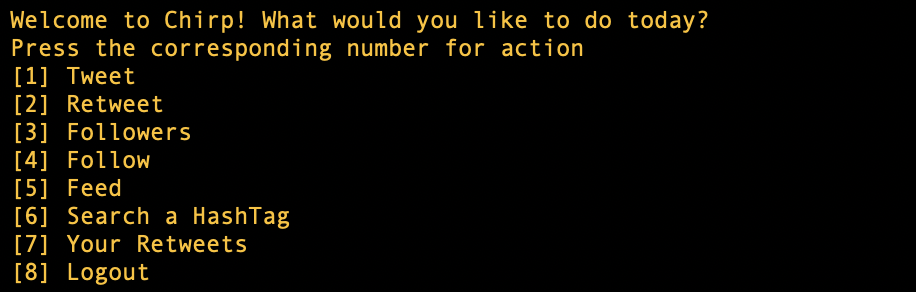 Welcome to Chirp! What would you like to do today?
Press the corresponding number for action
[1] Tweet
[2] Retweet
[3] Followers
[4] Follow
[5] Feed
[6] Search a HashTag
[7] Your Retweets
[8] Logout